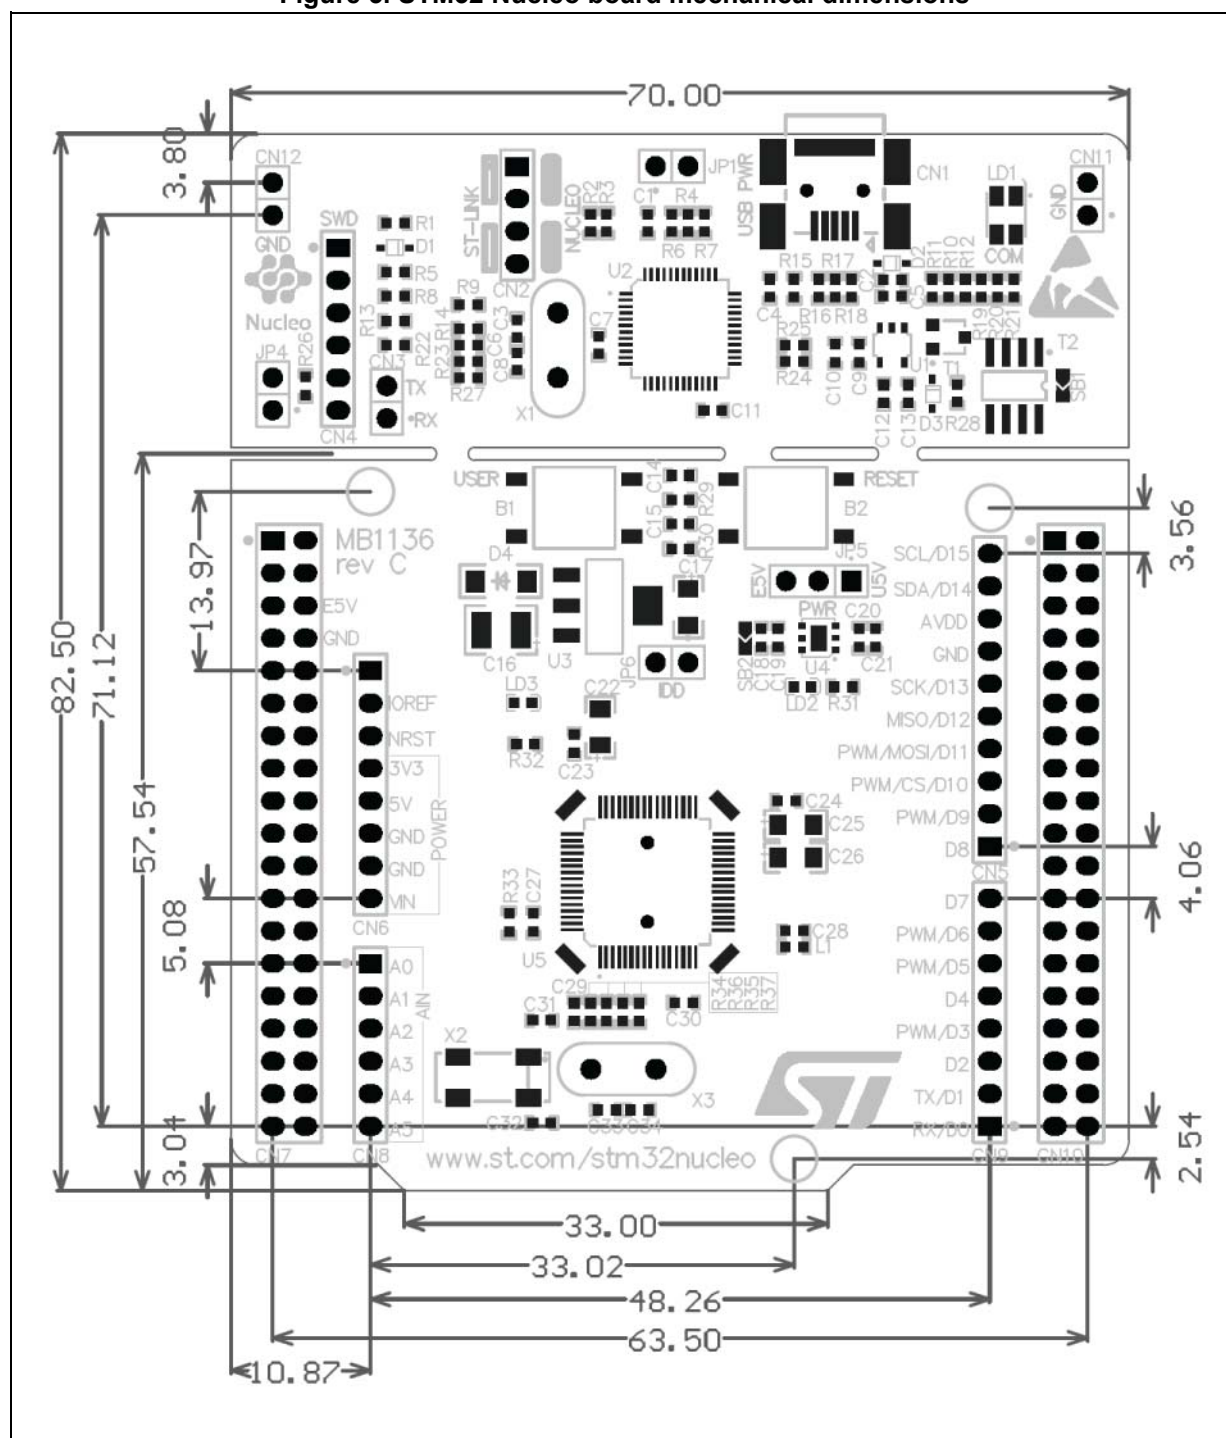 Figure 5. STM32 Nucleo board mechanical dimensions
70.00
3.80
CN12
ST-LINK
NUCLEO
R2
R3
C1
R4
JP1
USB PWR
CN1
LD1
CN11
GND
GND
SWD
R1
D1
R6
R7
COM
R5
U2
R15
R17
C2
D2
R11
R10
R12
CN2
R8
R9
C5
Nucleo
R13
R14
C3
C7
C4
R16
R18
R19
R20
R21
JP4
R26
R22
R23
C6
R25
T2
CN3
C8
R24
C10
C9
U1
T1
SB1
TX
R27
X1
RX
C11
CN4
C12
C13
D3
R28
USER
C14
RESET
B1
C15
R29
B2
MB1136
rev C
R30
JP5
3.56
13.97
D4
C17
E5V
U5V
SCL/D15
SDA/D14
E5V
PWR
C20
AVDD
GND
C16
U3
JP6
SB2
C18
C19
U4
C21
GND
82.50
71.12
IDD
LD3
C22
LD2
R31
SCK/D13
IOREF
MISO/D12
NRST
R32
C23
PWM/MOSI/D11
3V3
PWM/CS/D10
5V
C24
57.54
POWER
C25
PWM/D9
GND
GND
C26
D8
4.06
CN5
VIN
R33
C27
D7
CN6
5.08
C28
PWM/D6
U5
L1
A0
PWM/D5
A1
AIN
C29
R34
R36
R35
R37
D4
C31
C30
A2
X2
PWM/D3
A3
D2
A4
X3
TX/D1
A5
C32
C33
C34
RX/D0
3.04
CN7
CN8
www.st.com/stm32nucleo
CN9
CN10
2.54
ST
33.00
33.02
48.26
63.50
10.87